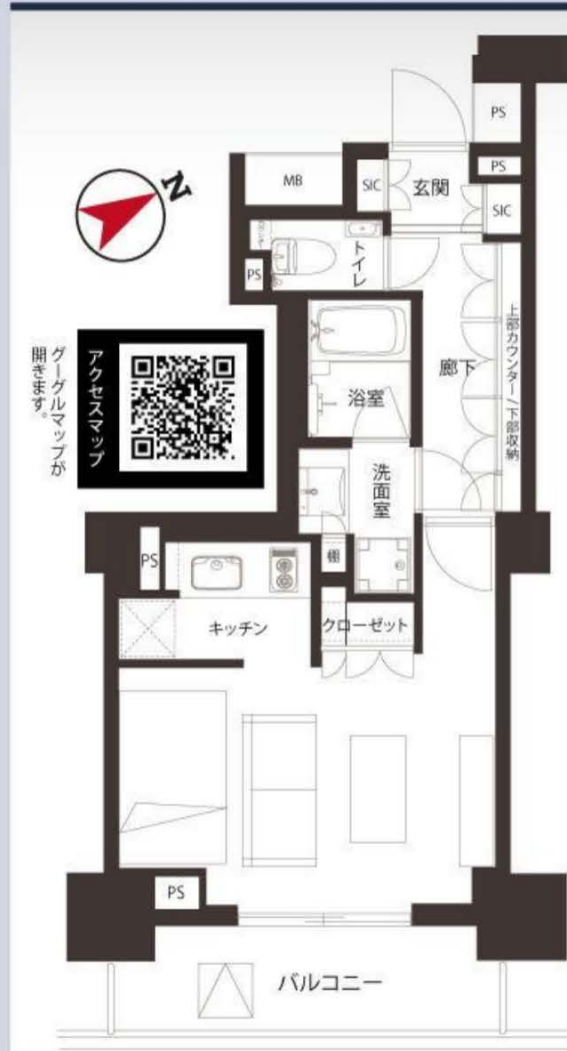 PS
PS
MB
SIC
玄関
SIC
N
トイレ
PS
上部カウンター/下部収納
廊下
アクセスマップ
グーグルマップが
開きます。
浴室
洗面室
PS
棚
キッチン
クローゼット
PS
バルコニー